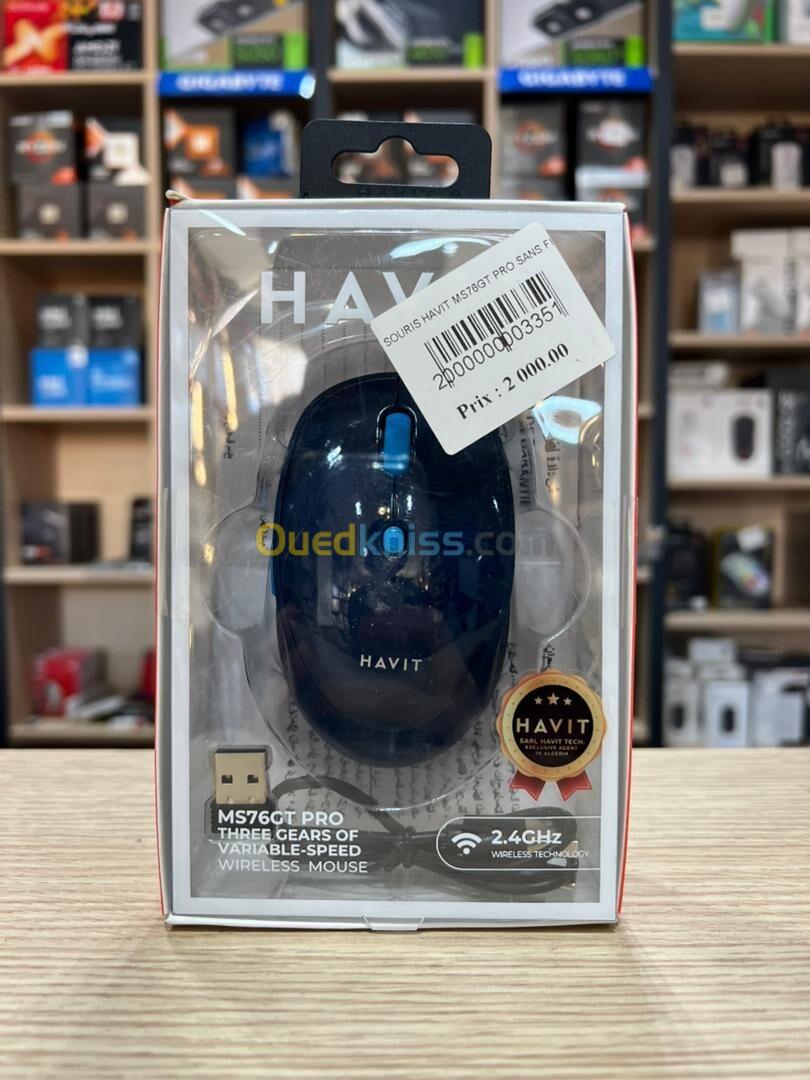 GIGABYTE
GIGABYTE
HAV
SOURIS HAVIT MS76GT PRO SANS
2000000003351
Prix : 2 000.00
GARANTIE
Ouedkniss.com
HAVIT
HAVIT
SARL HAVIT TECH.
EXCLUSIVE AGENT
IN ALGERIA
MS76GT PRO
THREE GEARS OF
VARIABLE-SPEED
WIRELESS MOUSE
2.4GHz
WIRELESS TECHNOLOGY